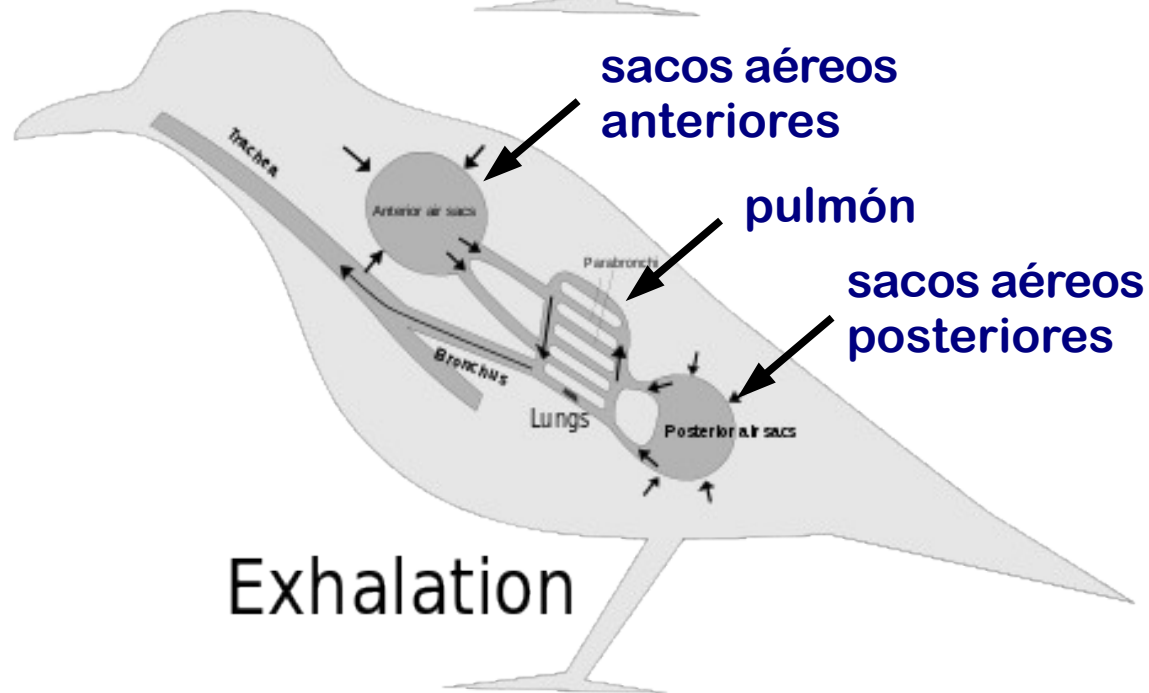 sacos aéreos
anteriores
Trachea
pulmón
Anterior air sacs
Parabronchi
sacos aéreos
posteriores
Bronchus
Lungs
Posterior air sacs
Exhalation